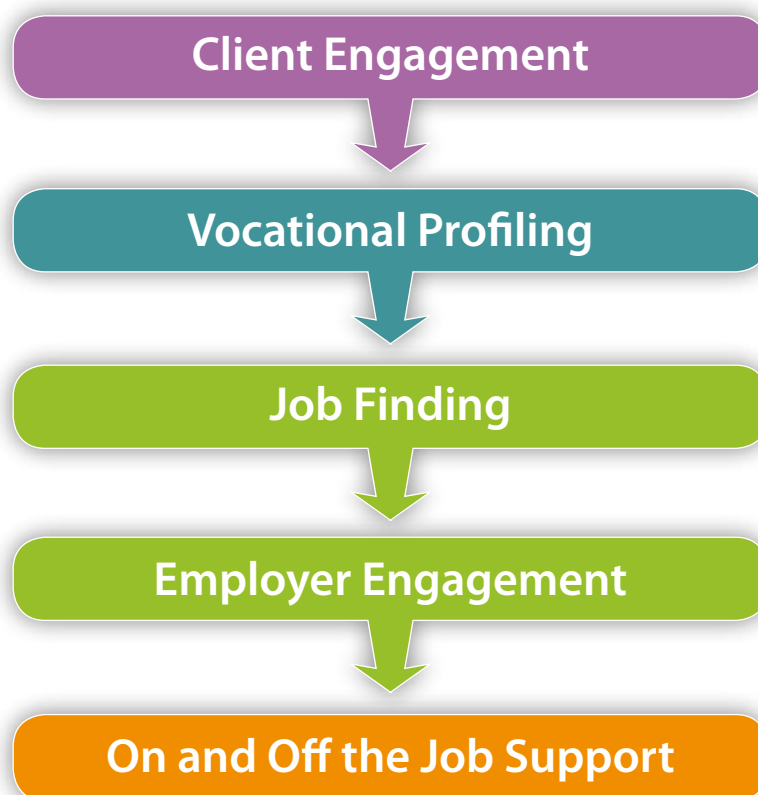 Client Engagement
Vocational Profiling
Job Finding
Employer Engagement
On and Off the Job Support